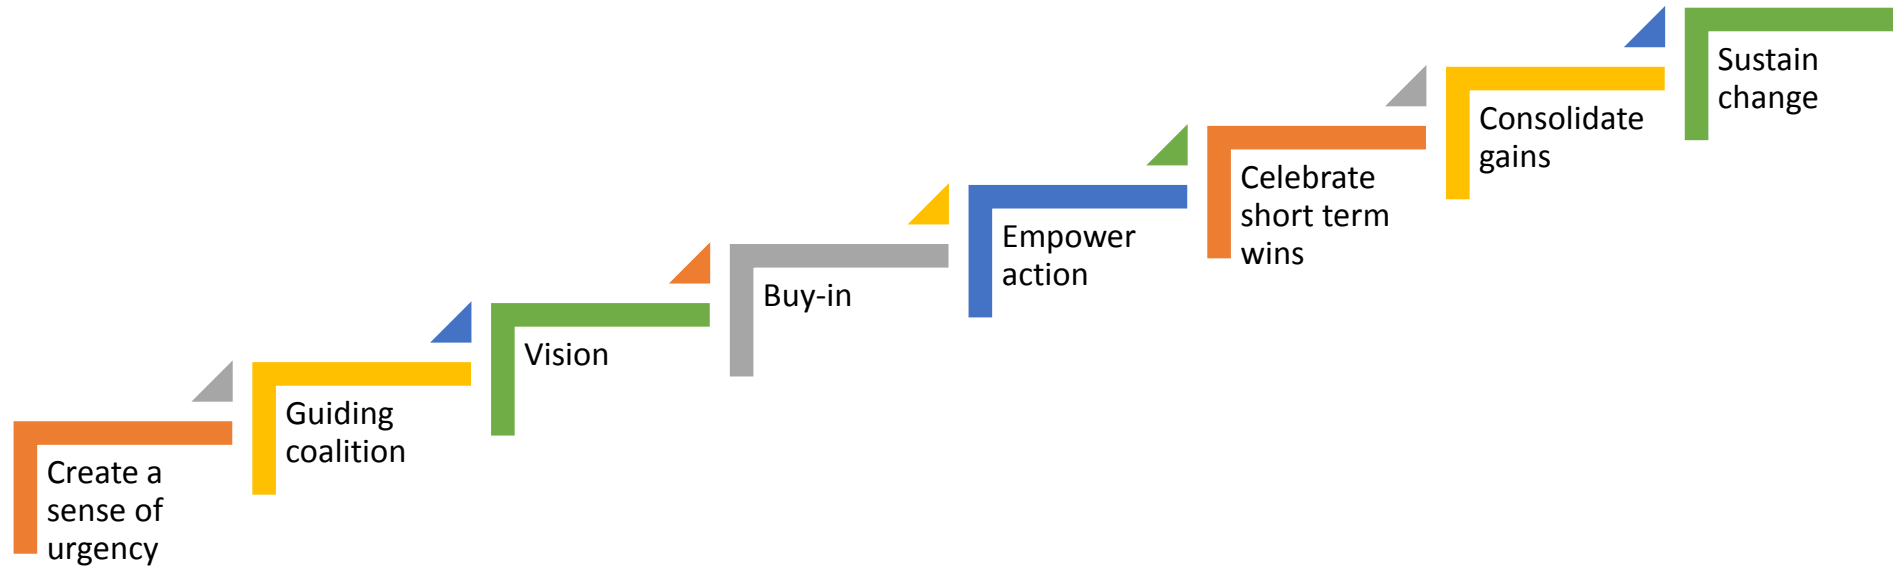 Create a
sense of
urgency
Guiding
coalition
Vision
Buy-in
Empower
action
Celebrate
short term
wins
Consolidate
gains
Sustain
change